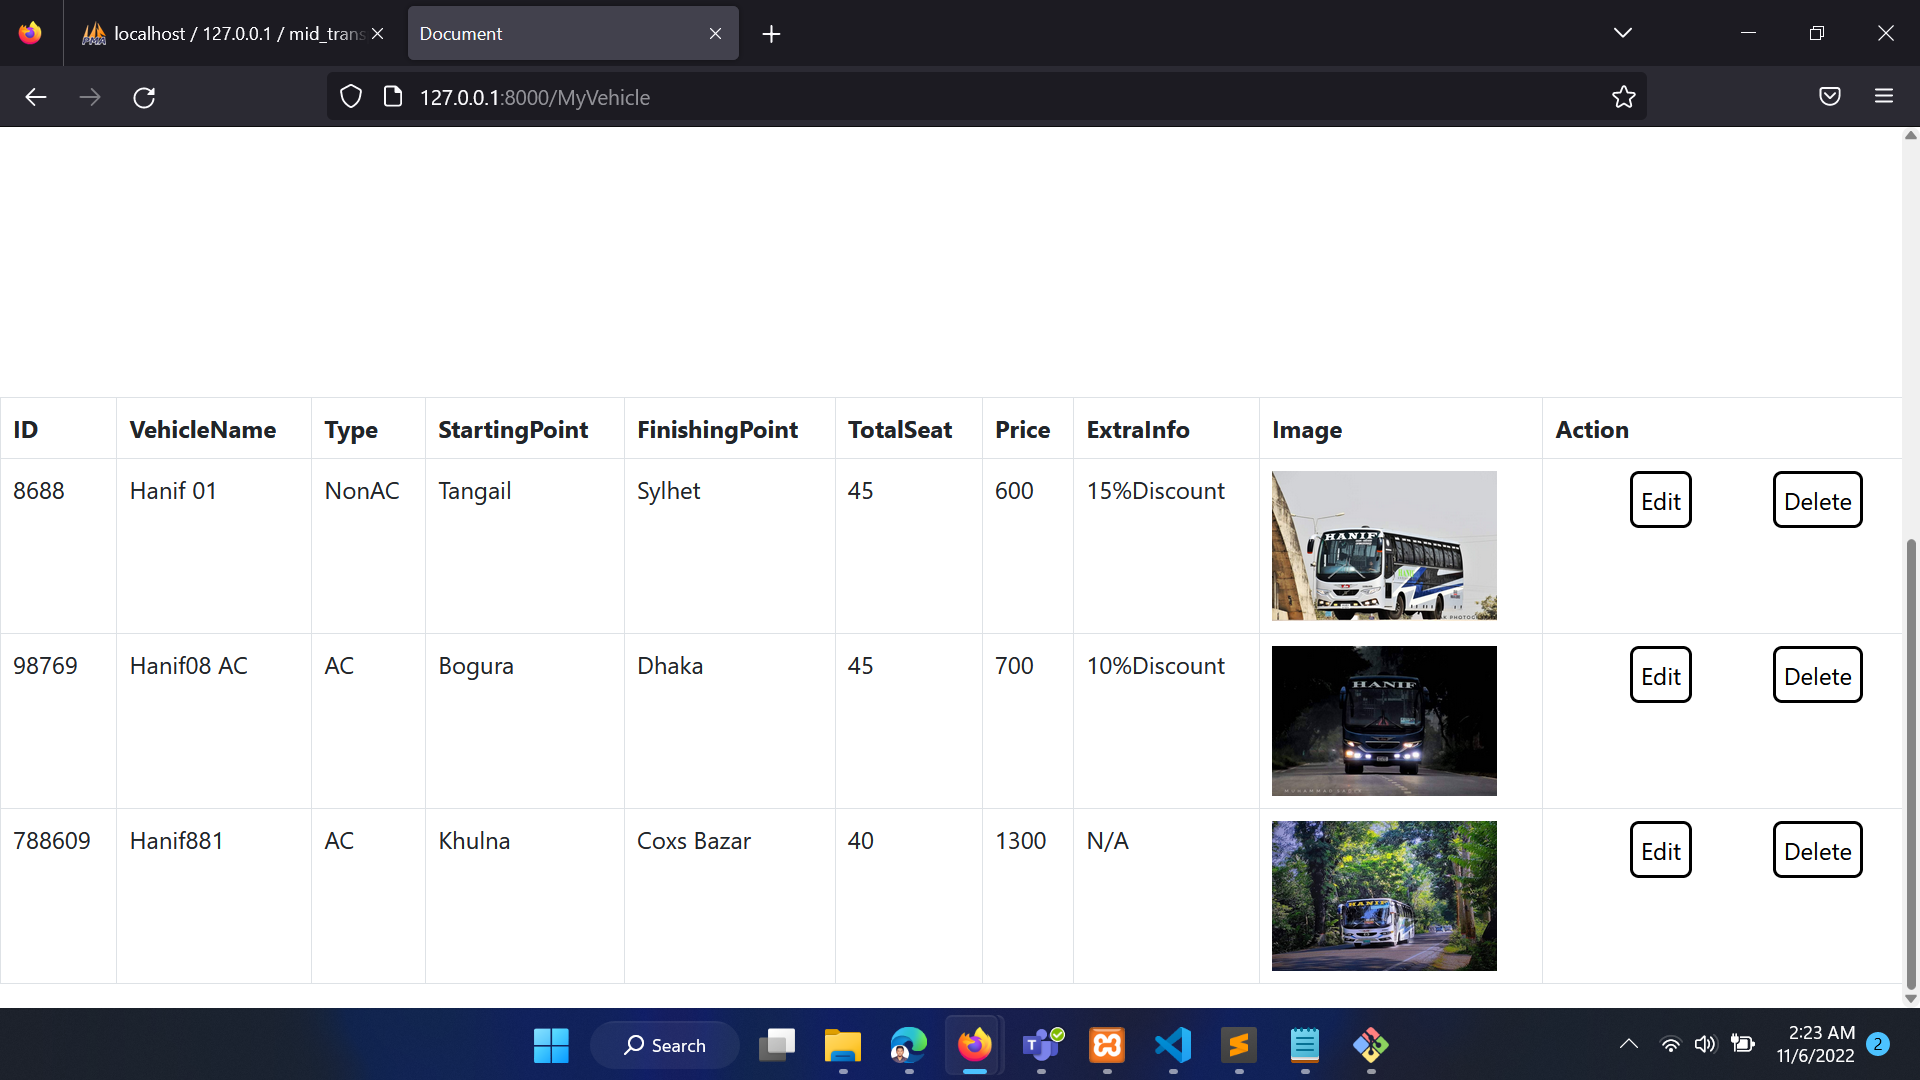 localhost / 127.0.0.1 / mid_trans
Document
127.0.0.1:8000/MyVehicle
ID VehicleName Type StartingPoint FinishingPoint TotalSeat Price ExtraInfo Image Action
8688 Hanif 01 NonAC Tangail Sylhet 45 600 15%Discount Edit Delete
HANIF
98769 Hanif08 AC AC Bogura Dhaka 45 700 10%Discount Edit Delete
HANIF
788609 Hanif881 AC Khulna Coxs Bazar 40 1300 N/A Edit Delete
HANIF
Search
2:23 AM
11/6/2022
2